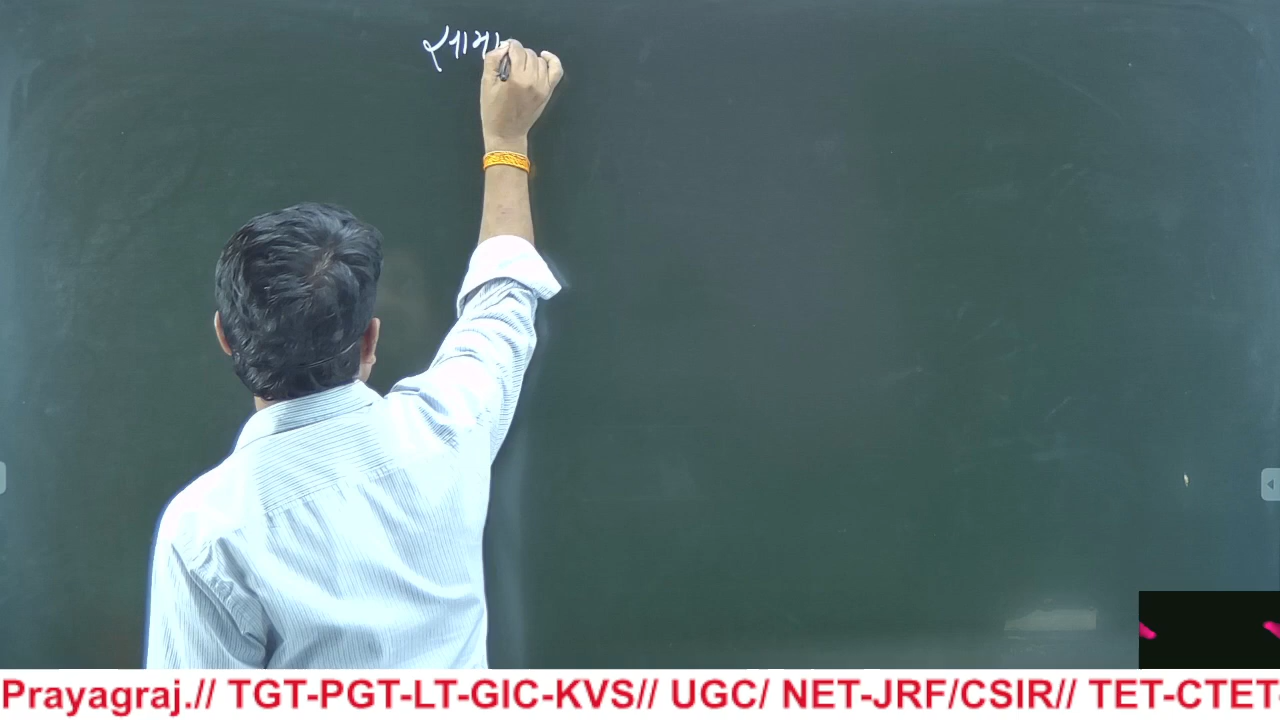 सामा
Prayagraj.// TGT-PGT-LT-GIC-KVS// UGC/ NET-JRF/CSIR// TET-CTET-